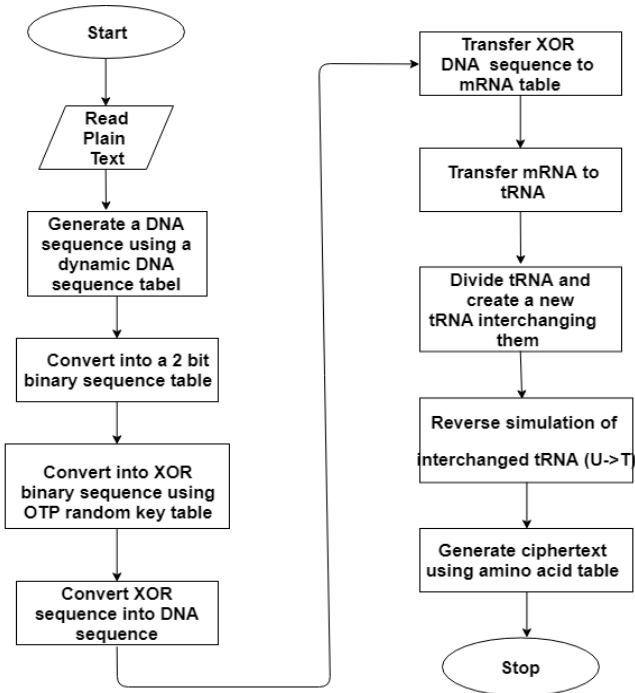 Start
Read
Plain
Text
Generate a DNA
sequence using a
dynamic DNA
sequence tabel
Convert into a 2 bit
binary sequence table
Convert into XOR
binary sequence using
OTP random key table
Convert XOR
sequence into DNA
sequence
Transfer XOR
DNA sequence to
mRNA table
Transfer mRNA to
tRNA
Divide tRNA and
create a new
tRNA interchanging
them
Reverse simulation of
interchanged tRNA (U->T)
Generate ciphertext
using amino acid table
Stop